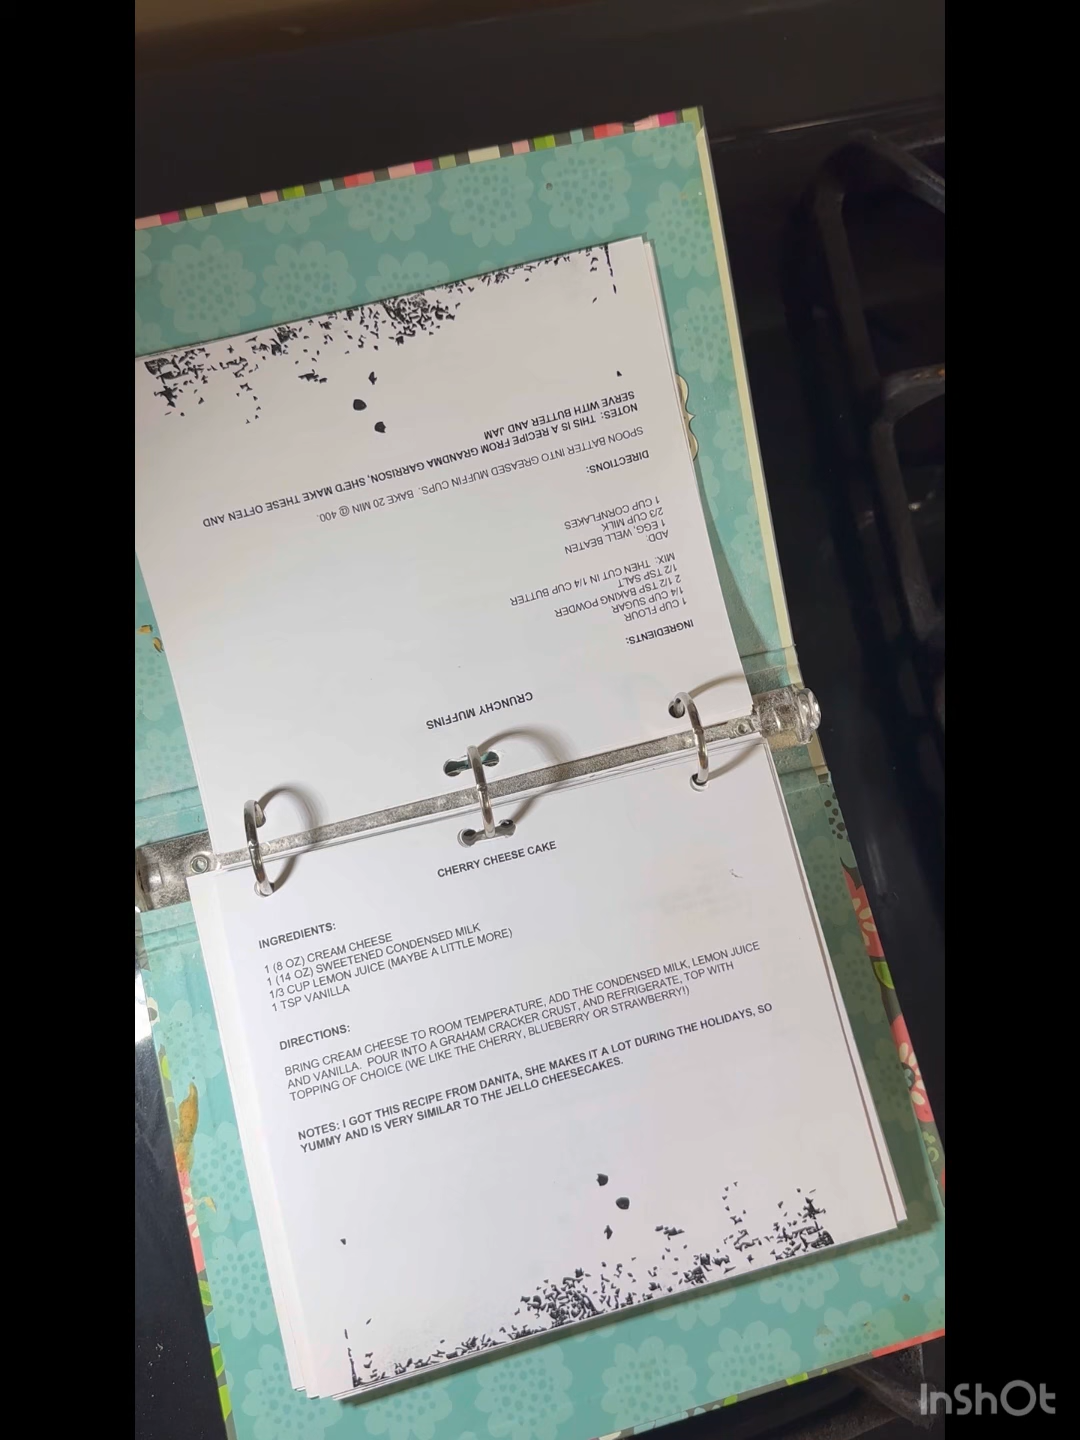 CRUNCHY MUFFINS
INGREDIENTS:
1 CUP FLOUR
1/4 CUP SUGAR
2 1/2 TSP BAKING POWDER
1/2 TSP SALT
MIX: THEN CUT IN 1/4 CUP BUTTER
ADD:
1 EGG, WELL BEATEN
2/3 CUP MILK
1 CUP CORNFLAKES
DIRECTIONS:
SPOON BATTER INTO GREASED MUFFIN CUPS. BAKE 20 MIN @ 400.
NOTES: THIS IS A RECIPE FROM GRANDMA GARRISON, SHE'D MAKE THESE OFTEN AND
SERVE WITH BUTTER AND JAM
CHERRY CHEESE CAKE
INGREDIENTS:
1 (8 OZ) CREAM CHEESE
1 (14 OZ) SWEETENED CONDENSED MILK
1/3 CUP LEMON JUICE (MAYBE A LITTLE MORE)
1 TSP VANILLA
DIRECTIONS:
BRING CREAM CHEESE TO ROOM TEMPERATURE, ADD THE CONDENSED MILK, LEMON JUICE
AND VANILLA. POUR INTO A GRAHAM CRACKER CRUST, AND REFRIGERATE, TOP WITH
TOPPING OF CHOICE (WE LIKE THE CHERRY, BLUEBERRY OR STRAWBERRY!)
NOTES: I GOT THIS RECIPE FROM DANITA, SHE MAKES IT A LOT DURING THE HOLIDAYS, SO
YUMMY AND IS VERY SIMILAR TO THE JELLO CHEESECAKES.
InShOt